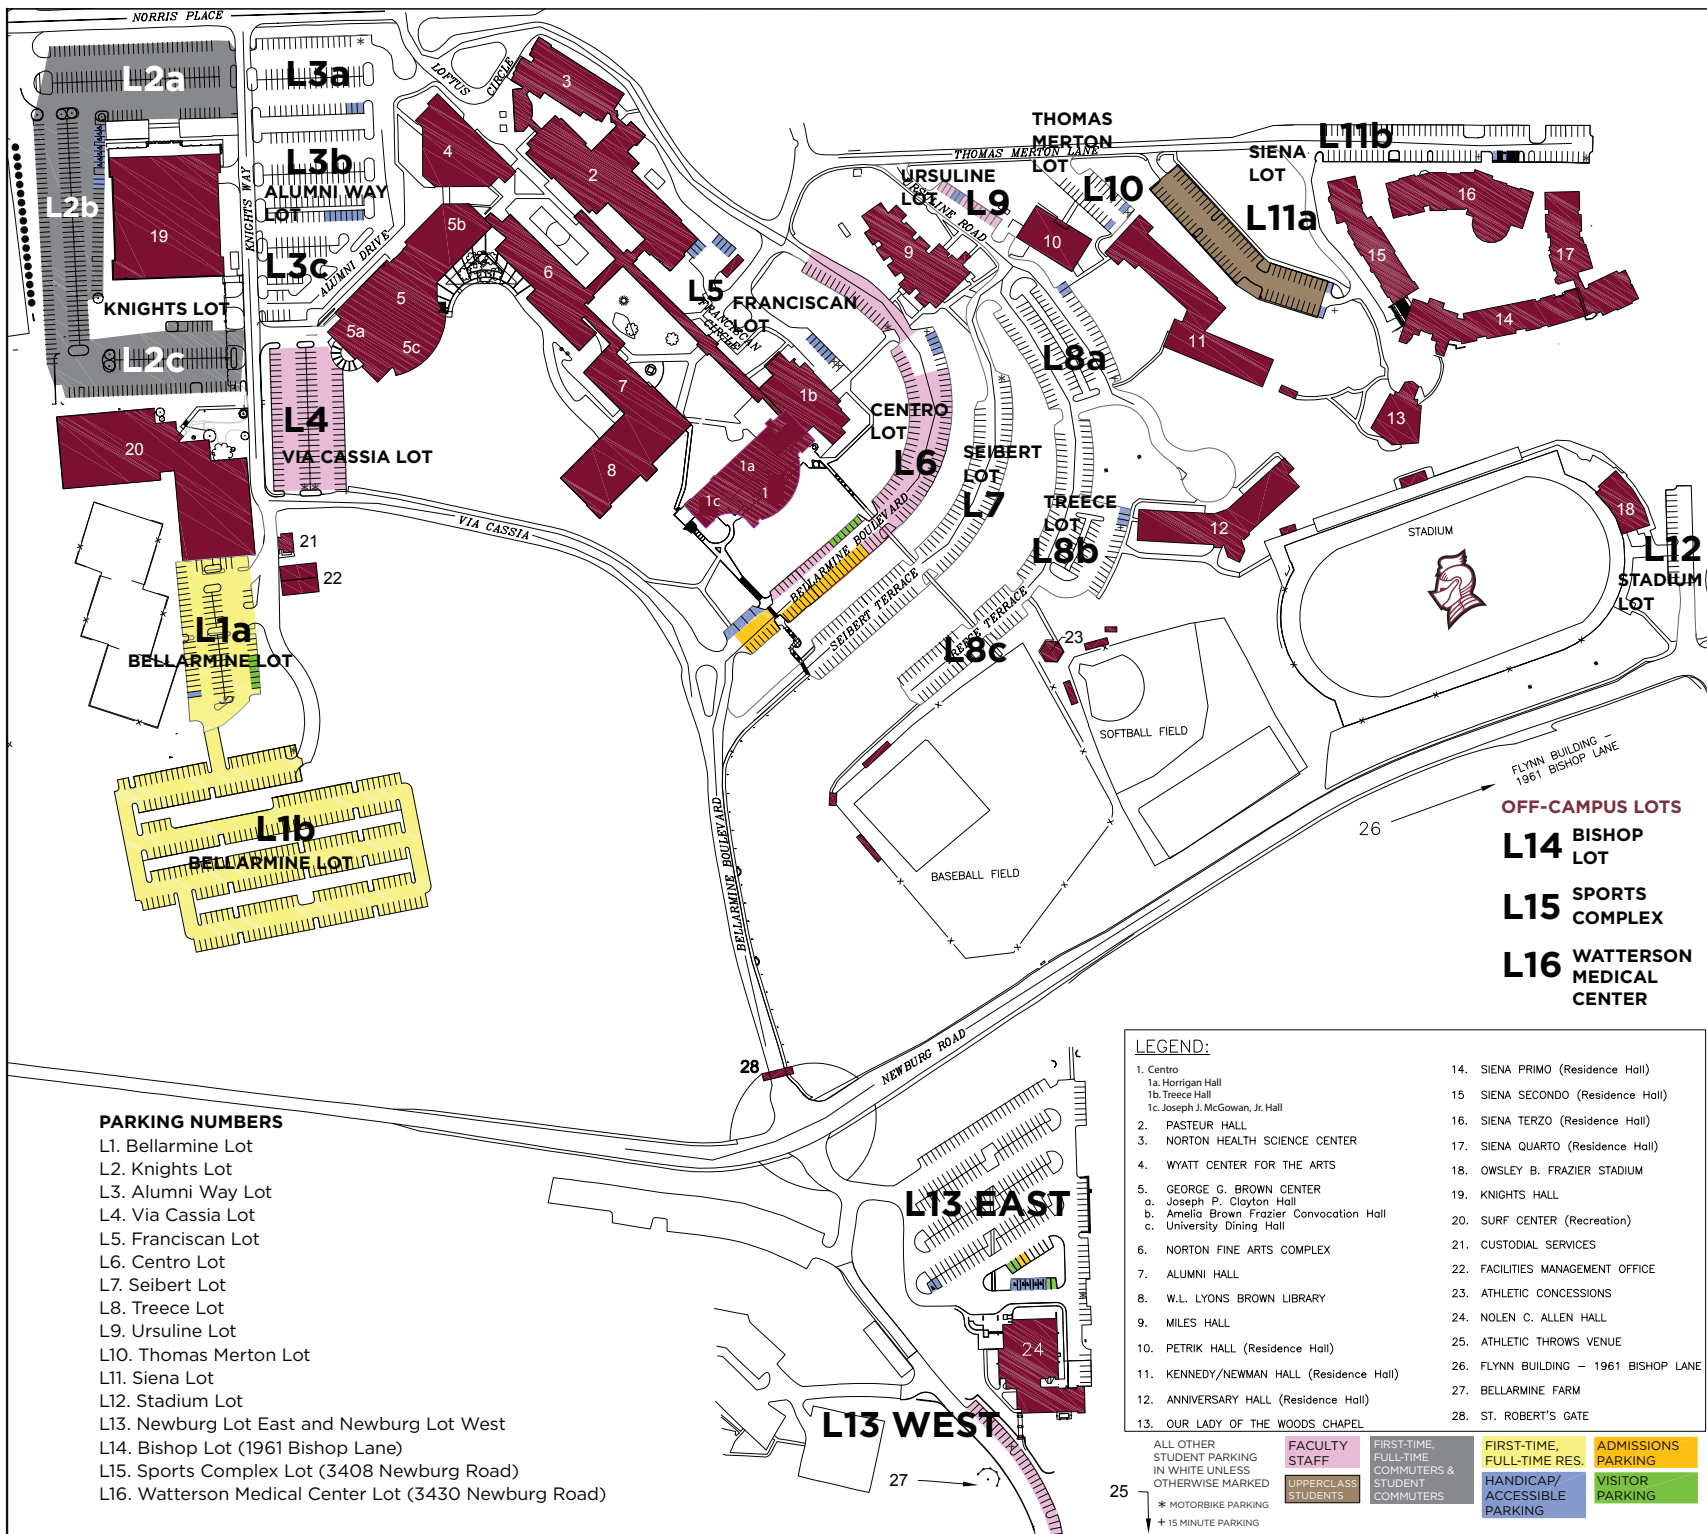 NORRIS PLACE
L2a
L3a
LOFTUS
CIRCLE
3
THOMAS
MERTON
LOT
THOMAS MERTON LANE
L11b
SIENA
LOT
4
2
L3b
ALUMNI WAY
LOT
KNIGHTS WAY
URSULINE
LOT
URSULINE ROAD
L9
L10
L11a
16
L2b
19
5b
9
10
15
17
L3c
ALUMNI DRIVE
6
5
L5
FRANCISCAN
LOT
FRANCISCAN
CIRCLE
KNIGHTS LOT
5a
5c
14
11
L2c
L8a
7
1b
13
L4
VIA CASSIA LOT
CENTRO
LOT
L6
SEIBERT
LOT
L7
20
8
1a
1
1c
TREECE
LOT
L8b
12
18
STADIUM
L12
STADIUM
LOT
VIA CASSIA
21
22
BELLARMINE BOULEVARD
SEIBERT TERRACE
TREECE TERRACE
L8c
23
L1a
BELLARMINE LOT
SOFTBALL FIELD
FLYNN BUILDING –
1961 BISHOP LANE
26
OFF-CAMPUS LOTS
L14 BISHOP
LOT
L15 SPORTS
COMPLEX
L16 WATTERSON
MEDICAL
CENTER
L1b
BELLARMINE LOT
BELLARMINE BOULEVARD
BASEBALL FIELD
NEWBURG ROAD
28
PARKING NUMBERS
L1. Bellarmine Lot
L2. Knights Lot
L3. Alumni Way Lot
L4. Via Cassia Lot
L5. Franciscan Lot
L6. Centro Lot
L7. Seibert Lot
L8. Treece Lot
L9. Ursuline Lot
L10. Thomas Merton Lot
L11. Siena Lot
L12. Stadium Lot
L13. Newburg Lot East and Newburg Lot West
L14. Bishop Lot (1961 Bishop Lane)
L15. Sports Complex Lot (3408 Newburg Road)
L16. Watterson Medical Center Lot (3430 Newburg Road)
L13 EAST
24
L13 WEST
27
25
LEGEND:
1. Centro
1a. Horrigan Hall
1b. Treece Hall
1c. Joseph J. McGowan, Jr. Hall
2. PASTEUR HALL
3. NORTON HEALTH SCIENCE CENTER
4. WYATT CENTER FOR THE ARTS
5. GEORGE G. BROWN CENTER
a. Joseph P. Clayton Hall
b. Amelia Brown Frazier Convocation Hall
c. University Dining Hall
6. NORTON FINE ARTS COMPLEX
7. ALUMNI HALL
8. W.L. LYONS BROWN LIBRARY
9. MILES HALL
10. PETRIK HALL (Residence Hall)
11. KENNEDY/NEWMAN HALL (Residence Hall)
12. ANNIVERSARY HALL (Residence Hall)
13. OUR LADY OF THE WOODS CHAPEL
14. SIENA PRIMO (Residence Hall)
15 SIENA SECONDO (Residence Hall)
16. SIENA TERZO (Residence Hall)
17. SIENA QUARTO (Residence Hall)
18. OWSLEY B. FRAZIER STADIUM
19. KNIGHTS HALL
20. SURF CENTER (Recreation)
21. CUSTODIAL SERVICES
22. FACILITIES MANAGEMENT OFFICE
23. ATHLETIC CONCESSIONS
24. NOLEN C. ALLEN HALL
25. ATHLETIC THROWS VENUE
26. FLYNN BUILDING – 1961 BISHOP LANE
27. BELLARMINE FARM
28. ST. ROBERT'S GATE
ALL OTHER
STUDENT PARKING
IN WHITE UNLESS
OTHERWISE MARKED
* MOTORBIKE PARKING
+ 15 MINUTE PARKING
FACULTY
STAFF
UPPERCLASS
STUDENTS
FIRST-TIME,
FULL-TIME
COMMUTERS &
STUDENT
COMMUTERS
FIRST-TIME,
FULL-TIME RES.
HANDICAP/
ACCESSIBLE
PARKING
ADMISSIONS
PARKING
VISITOR
PARKING